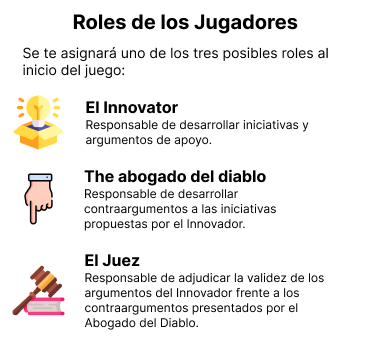 Roles de los Jugadores
Se te asignará uno de los tres posibles roles al
inicio del juego:
El Innovator
Responsable de desarrollar iniciativas y
argumentos de apoyo.
The abogado del diablo
Responsable de desarrollar
contraargumentos a las iniciativas
propuestas por el Innovador.
El Juez
Responsable de adjudicar la validez de los
argumentos del Innovador frente a los
contraargumentos presentados por el
Abogado del Diablo.